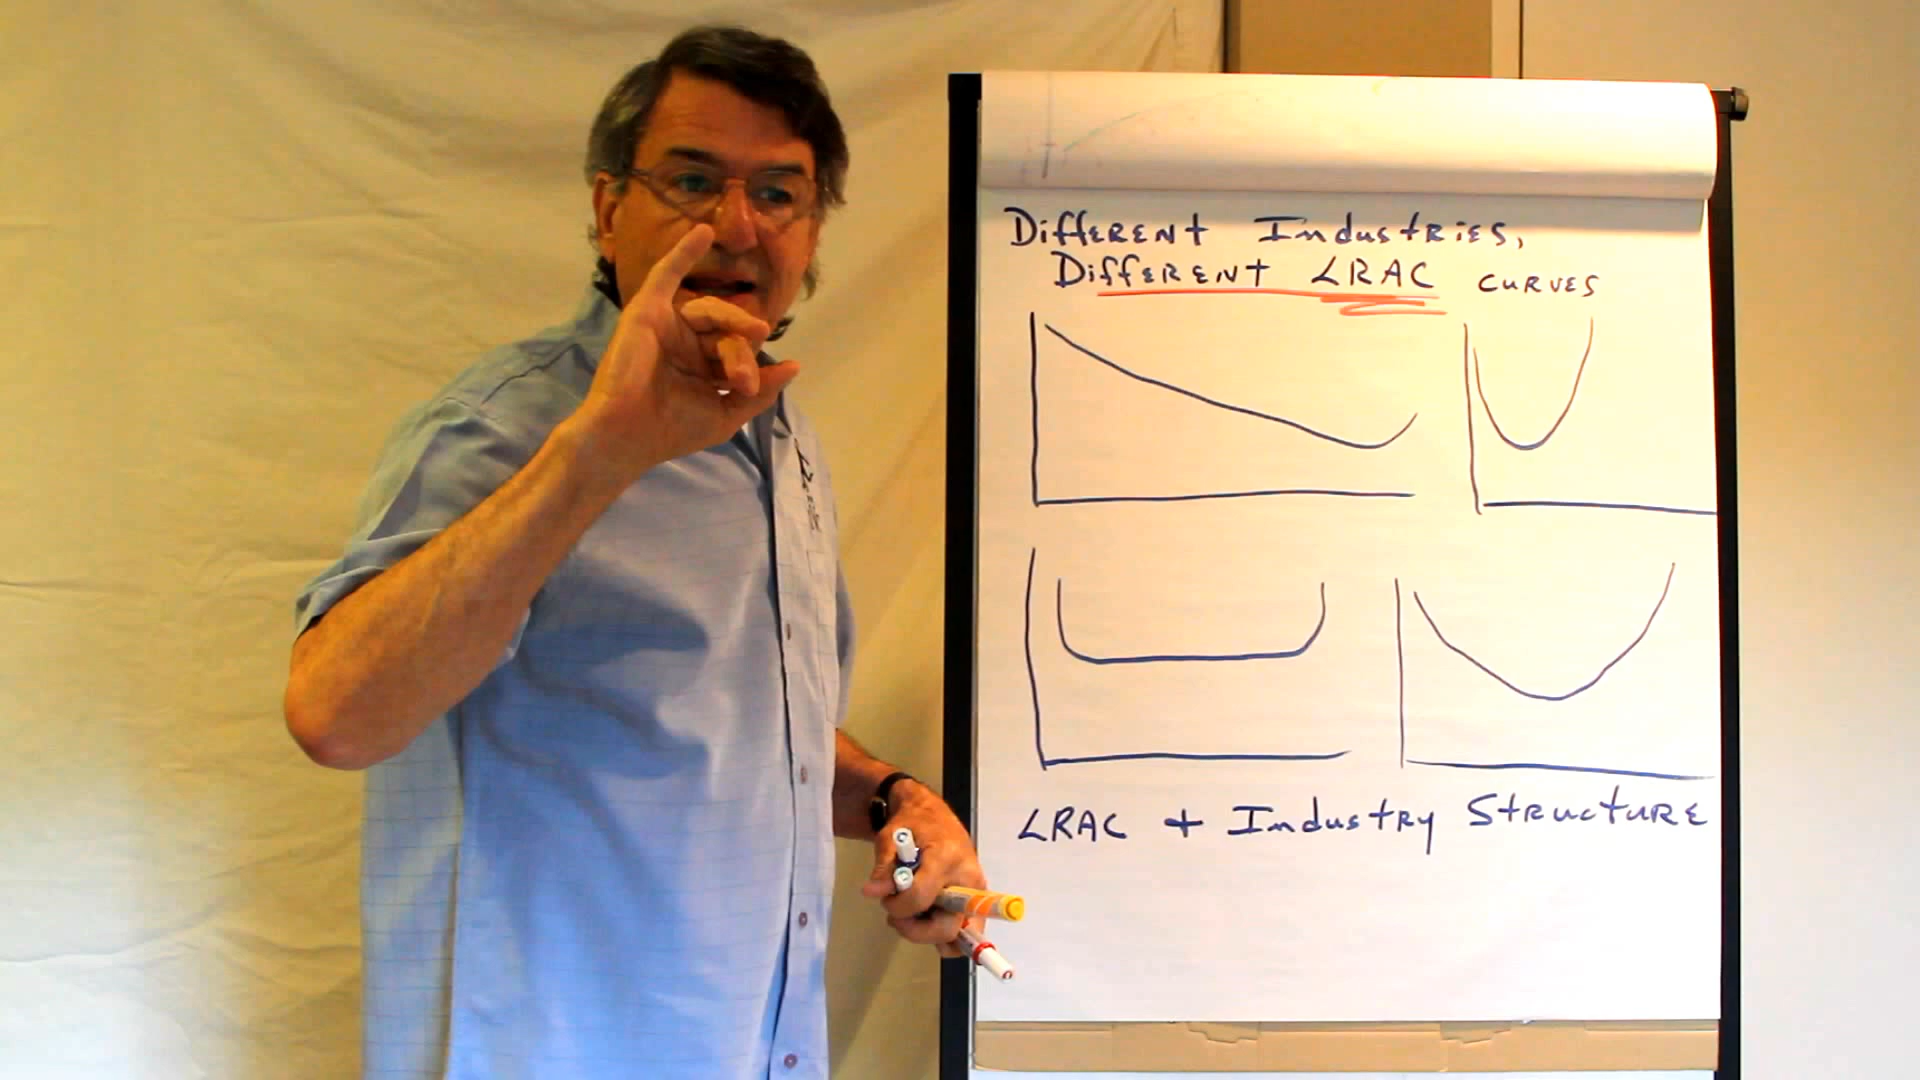 Different Industries,
Different LRAC curves
LRAC + Industry Structure